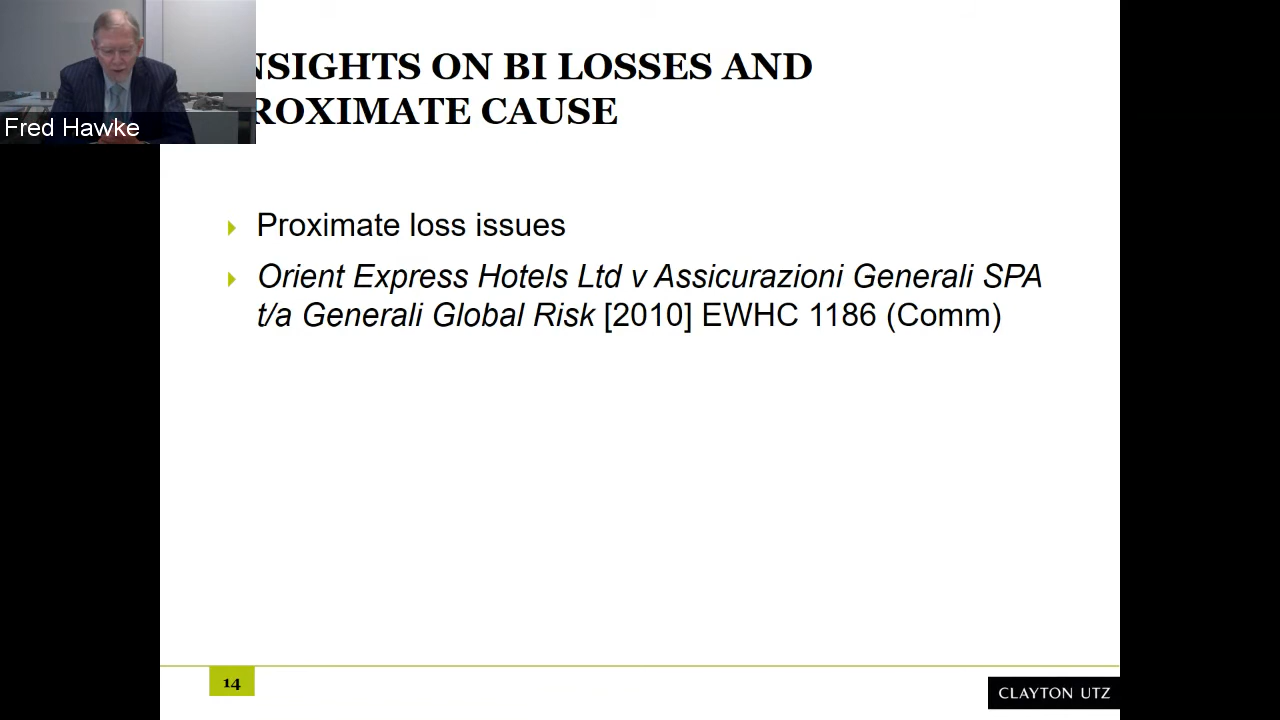 NSIGHTS ON BI LOSSES AND
ROXIMATE CAUSE
Fred Hawke
Proximate loss issues
Orient Express Hotels Ltd v Assicurazioni Generali SPA
t/a Generali Global Risk [2010] EWHC 1186 (Comm)
14
CLAYTON UTZ